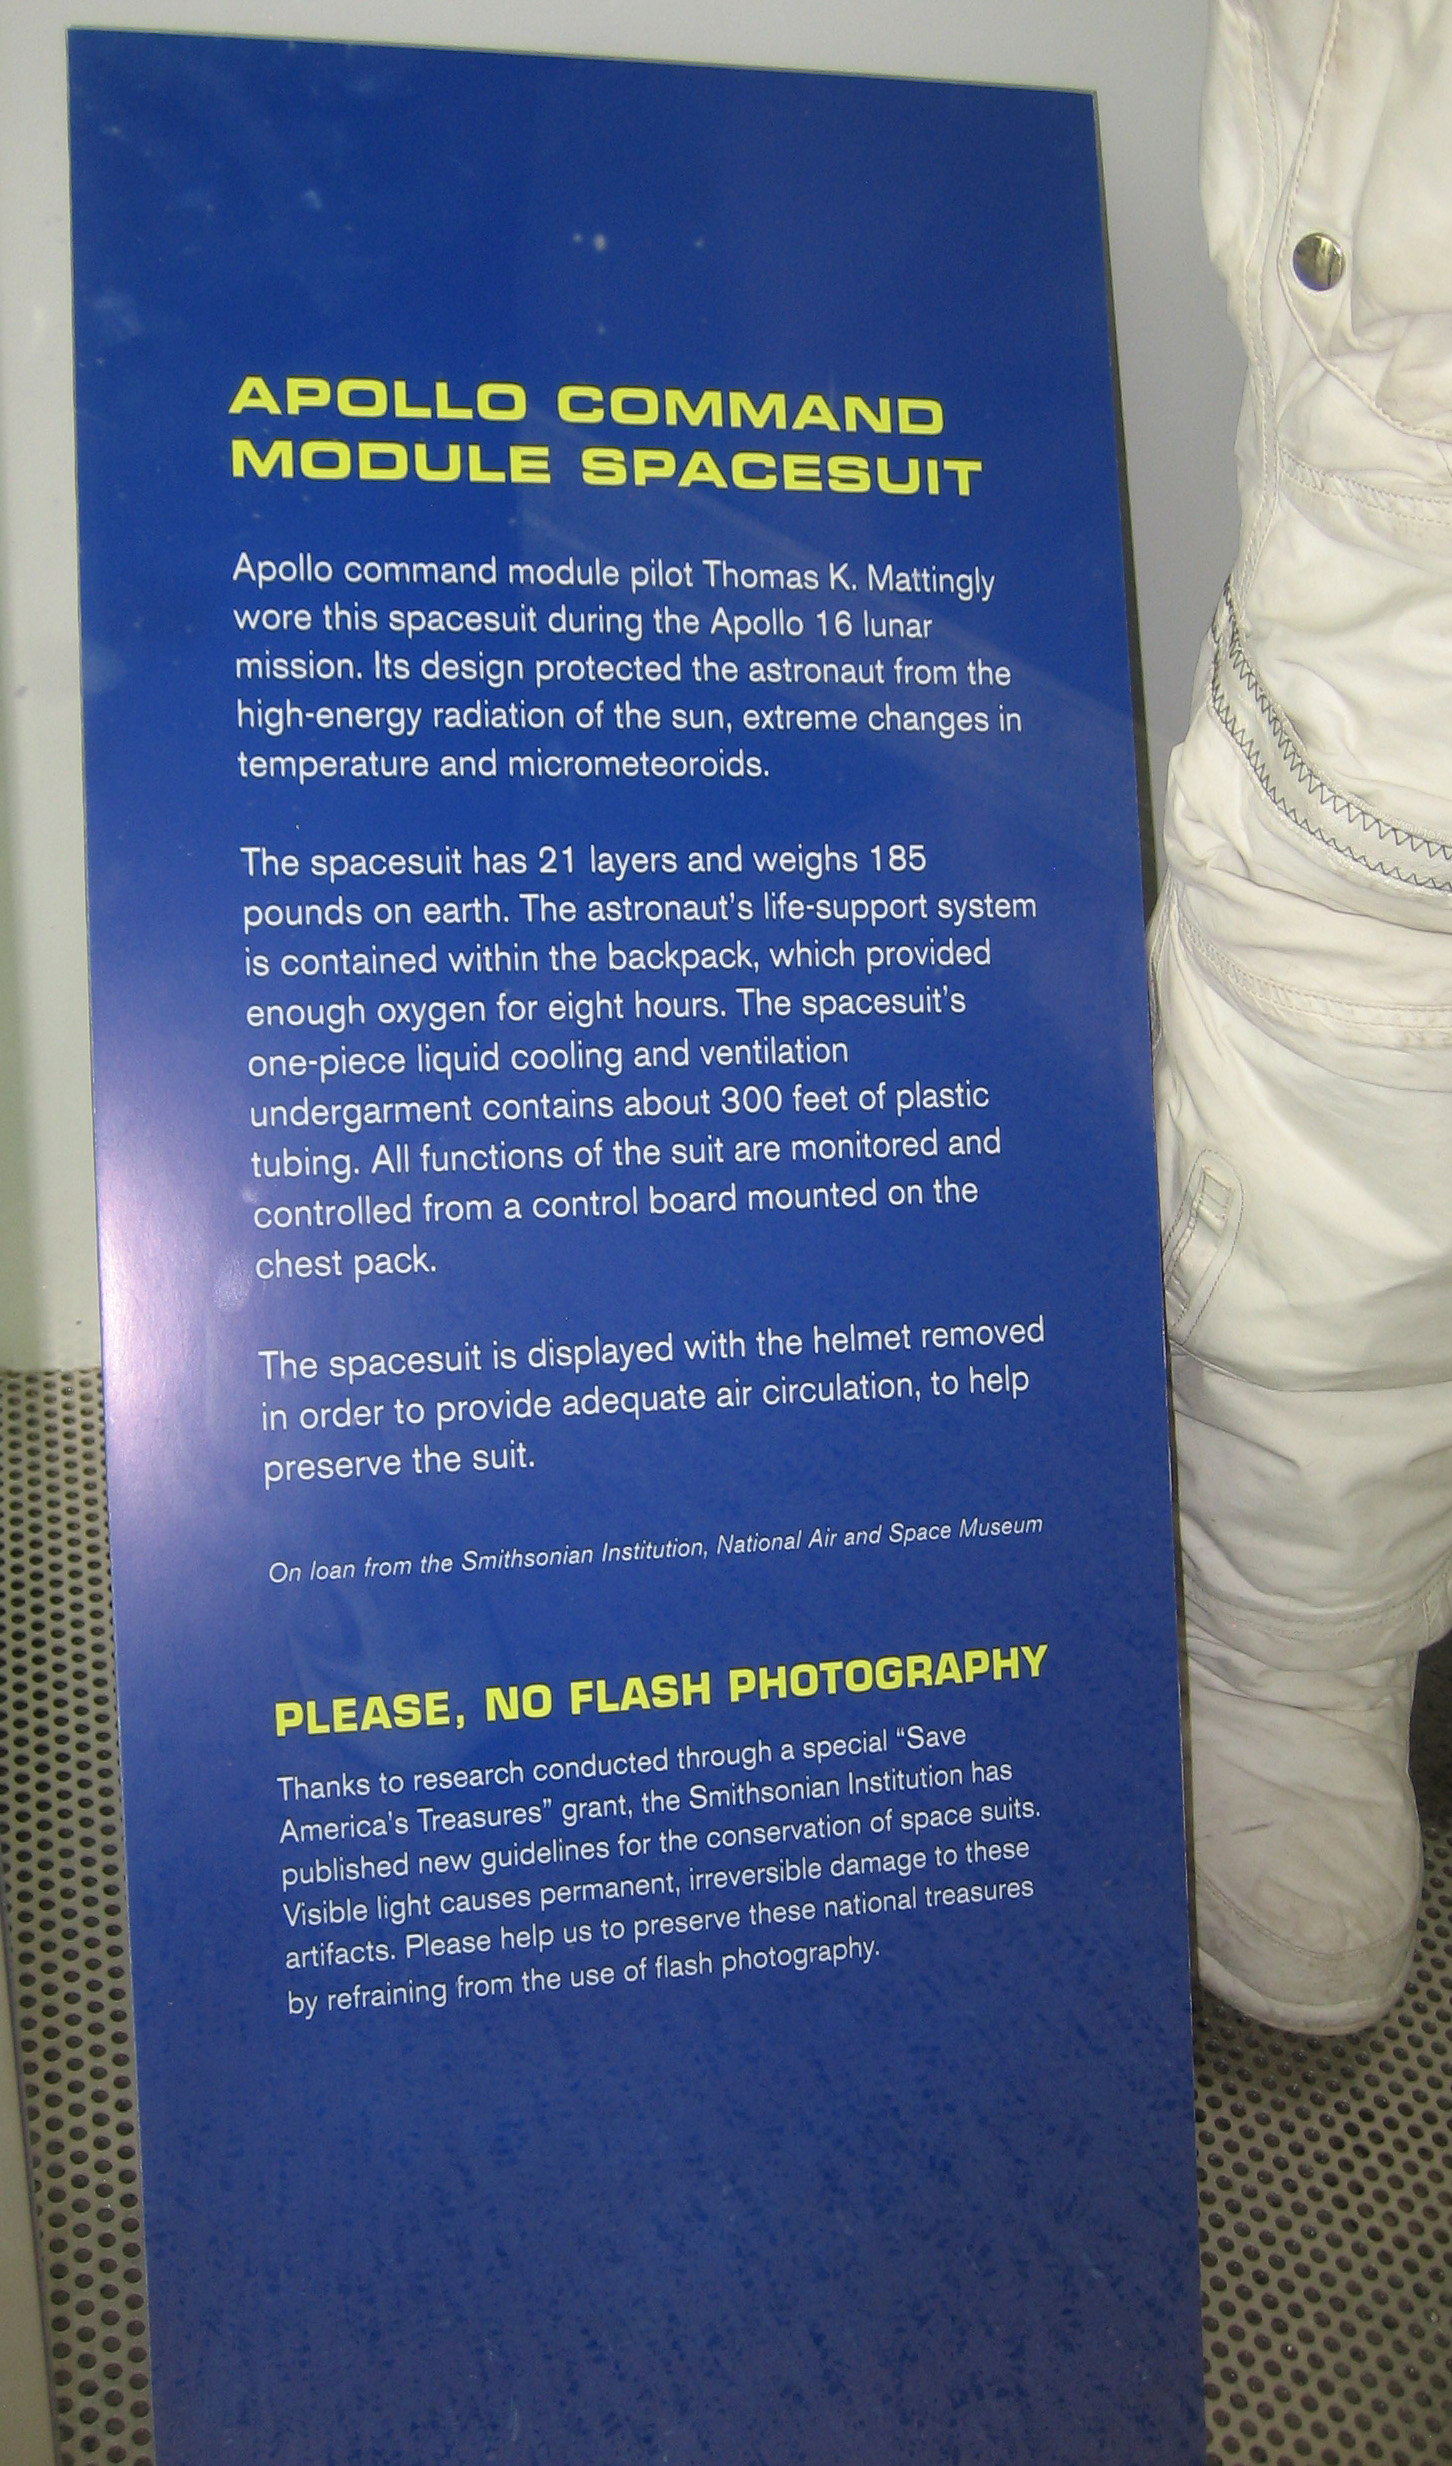 APOLLO COMMAND
MODULE SPACESUIT
Apollo command module pilot Thomas K. Mattingly
wore this spacesuit during the Apollo 16 lunar
mission. Its design protected the astronaut from the
high-energy radiation of the sun, extreme changes in
temperature and micrometeoroids.
The spacesuit has 21 layers and weighs 185
pounds on earth. The astronaut's life-support system
is contained within the backpack, which provided
enough oxygen for eight hours. The spacesuit's
one-piece liquid cooling and ventilation
undergarment contains about 300 feet of plastic
tubing. All functions of the suit are monitored and
controlled from a control board mounted on the
chest pack.
The spacesuit is displayed with the helmet removed
in order to provide adequate air circulation, to help
preserve the suit.
On loan from the Smithsonian Institution, National Air and Space Museum
PLEASE, NO FLASH PHOTOGRAPHY
Thanks to research conducted through a special “Save
America's Treasures” grant, the Smithsonian Institution has
published new guidelines for the conservation of space suits.
Visible light causes permanent, irreversible damage to these
artifacts. Please help us to preserve these national treasures
by refraining from the use of flash photography.